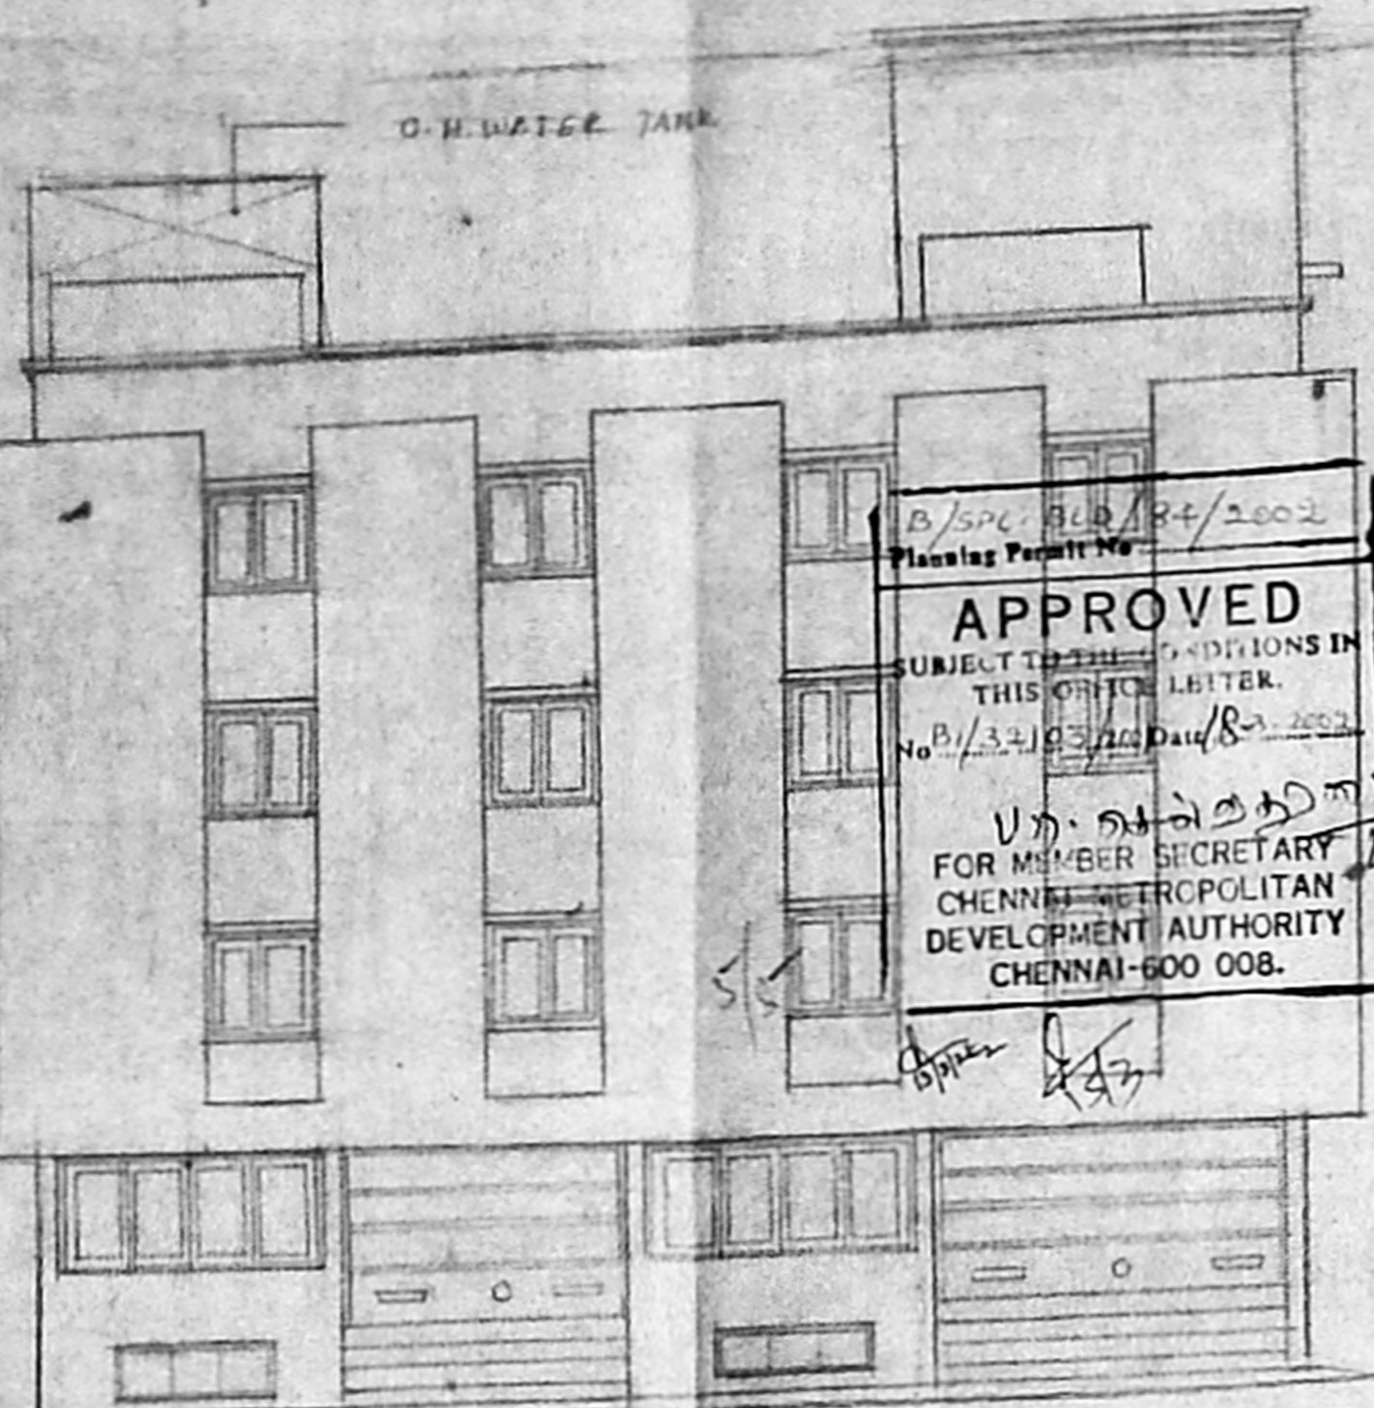 O.H. WATER TANK
B/SPL. BLD/84/2002
Planning Permit No
APPROVED
SUBJECT TO THE CONDITIONS IN
THIS OFFICE LETTER.
No B1/32103/200 Date 18-3-2002
FOR MEMBER SECRETARY
CHENNAI METROPOLITAN
DEVELOPMENT AUTHORITY
CHENNAI-600 008.